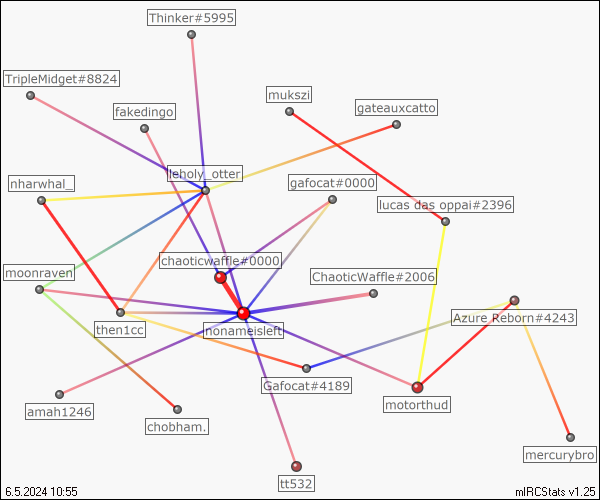 Thinker#5995
TripleMidget#8824
mukszi
fakedingo
gateauxcatto
leholy_otter
nharwhal_
gafocat#0000
lucas das oppai#2396
chaoticwaffle#0000
moonraven
ChaoticWaffle#2006
Azure_Reborn#4243
then1cc
nonameisleft
Gafocat#4189
motorthud
amah1246
chobham.
mercurybro
tt532
6.5.2024 10:55
mIRCStats v1.25